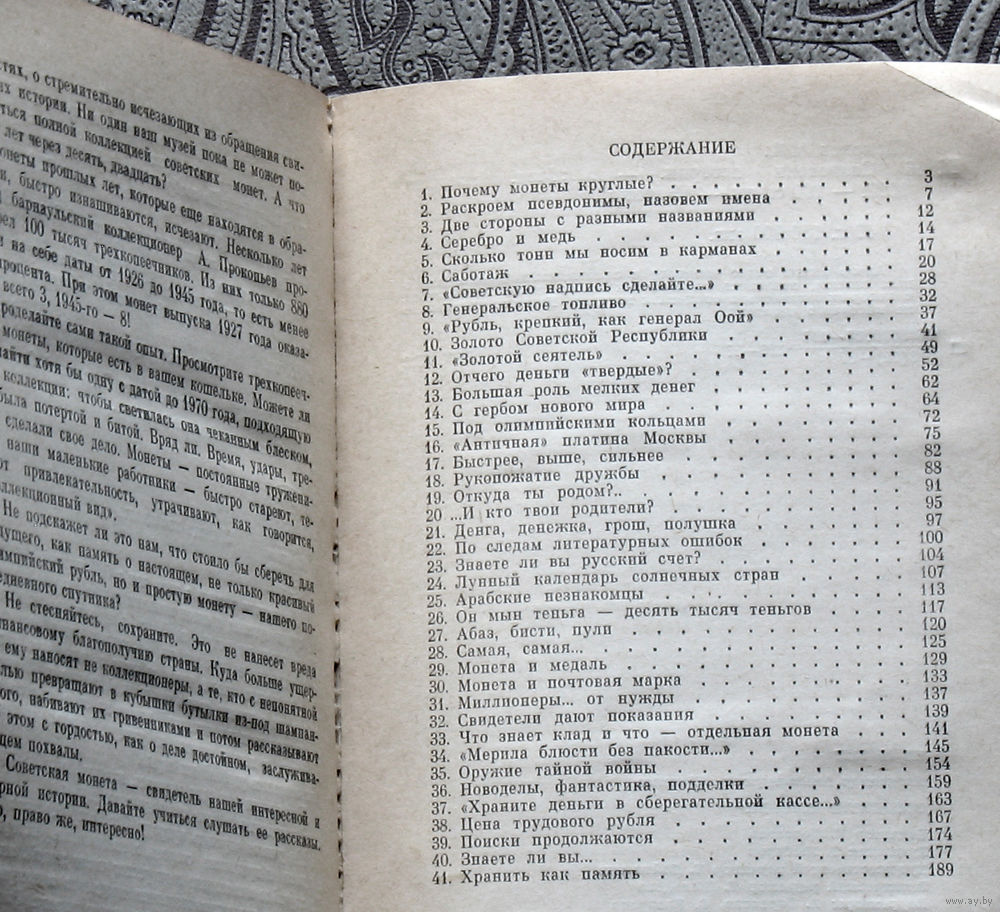 стях, о стремительно исчезающих из обращения сви-
ях истории. Ни один ваш музей пока не может по-
ться полной коллекцией советских монет. А что
лет через десять, двадцать?
онеты прошлых лет, которые еще находятся в обра-
и, быстро изнашиваются, исчезают. Несколько лет
барнаульский коллекционер А. Прокопьев про-
рел 100 тысяч трехкопеечников. Из них только 880
и на себе даты от 1926 до 1945 года, то есть менее
процента. При этом монет выпуска 1927 года оказа-
всего 3, 1945-го — 8!
роделайте сами такой опыт. Просмотрите трехкопееч-
монеты, которые есть в вашем кошельке. Можете ли
найти хотя бы одну с датой до 1970 года, подходящую
коллекции: чтобы светилась она чеканным блеском,
была потертой и битой. Вряд ли. Время, удары, тре-
сделали свое дело. Монеты — постоянные тружени-
наши маленькие работники — быстро стареют, те-
от привлекательность, утрачивают, как говорится,
ллекционный вид».
Не подскажет ли это нам, что стоило бы сберечь для
дущего, как память о настоящем, не только красивый
импийский рубль, но и простую монету — нашего по-
едневного спутника?
Не стесняйтесь, сохраните. Это не нанесет вреда
инансовому благополучию страны. Куда больше ущер-
ему наносят не коллекционеры, а те, кто с непонятной
лью превращают в кубышки бутылки из-под шампан-
ого, набивают их гривенниками и потом рассказывают
этом с гордостью, как о деле достойном, заслужива-
щем похвалы.
Советская монета — свидетель нашей интересной и
рной истории. Давайте учиться слушать ее рассказы.
о, право же, интересно!
СОДЕРЖАНИЕ
1. Почему монеты круглые? 3
2. Раскроем псевдонимы, назовем имена 7
3. Две стороны с разными названиями 12
4. Серебро и медь 14
5. Сколько тонн мы носим в карманах 17
6. Саботаж 20
7. «Советскую надпись сделайте...» 28
8. Генеральское топливо 32
9. «Рубль, крепкий, как генерал Оой» 37
10. Золото Советской Республики 41
11. «Золотой сеятель» 49
12. Отчего деньги «твердые»? 52
13. Большая роль мелких денег 62
14. С гербом нового мира 64
15. Под олимпийскими кольцами 72
16. «Античная» платина Москвы 75
17. Быстрее, выше, сильнее 82
18. Рукопожатие дружбы 88
19. Откуда ты родом?.. 91
20 ...И кто твои родители? 95
21. Денга, денежка, грош, полушка 97
22. По следам литературных ошибок 100
23. Знаете ли вы русский счет? 104
24. Лунный календарь солнечных стран 107
25. Арабские незнакомцы 113
26. Он мын теньга — десять тысяч теньгов 117
27. Абаз, бисти, пули 120
28. Самая, самая... 125
29. Монета и медаль 129
30. Монета и почтовая марка 133
31. Миллионеры... от нужды 137
32. Свидетели дают показания 139
33. Что знает клад и что — отдельная монета 141
34. «Мерила блюсти без пакости...» 145
35. Оружие тайной войны 154
36. Новоделы, фантастика, подделки 159
37. «Храните деньги в сберегательной кассе...» 163
38. Цена трудового рубля 167
39. Поиски продолжаются 174
40. Знаете ли вы... 177
41. Хранить как память 189
www.ay.by